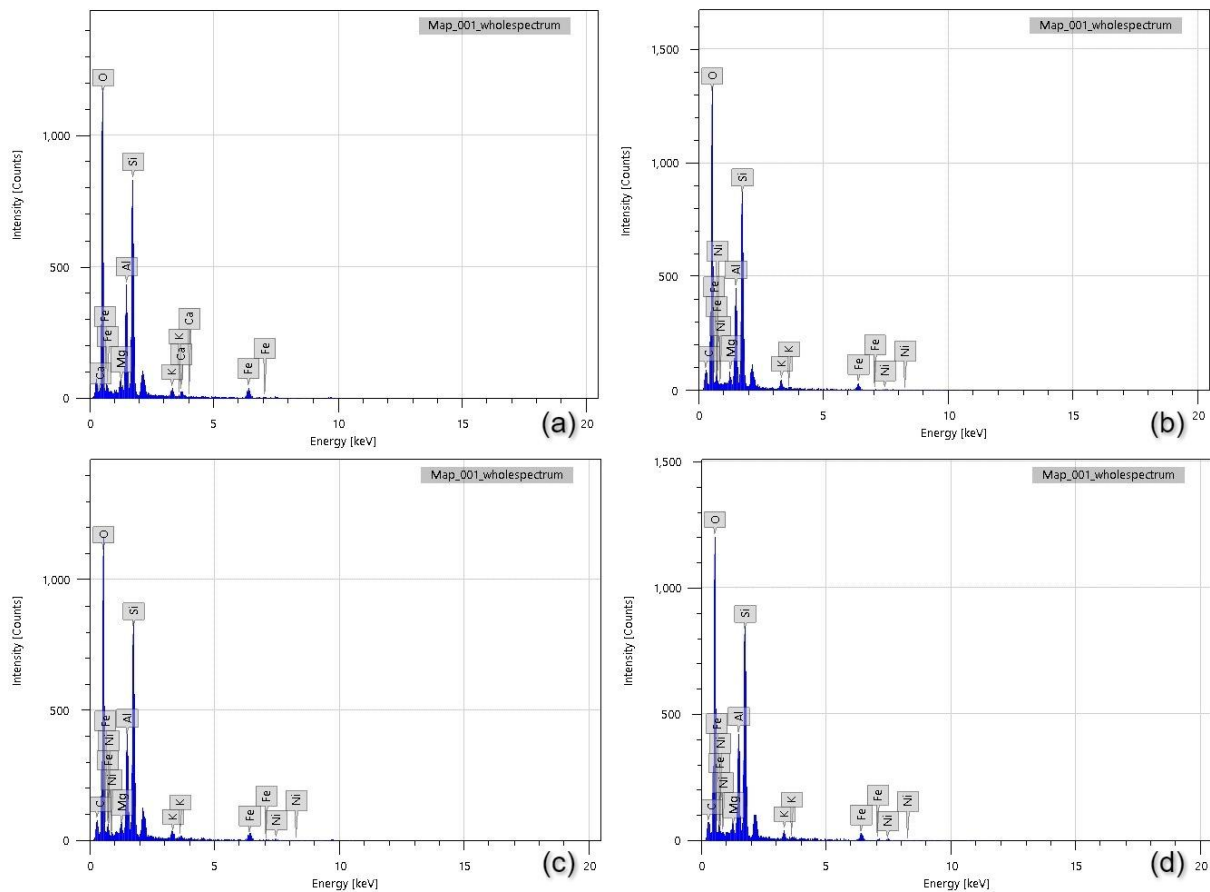 Map_001_wholespectrum
Intensity [Counts]
1,000
500
0
O
Si
Al
Fe
Fe
Ca
Mg
K
K
Ca
Ca
Fe
Fe
0 5 10 15 20
Energy [keV]
(a)
Map_001_wholespectrum
Intensity [Counts]
1,500
1,000
500
0
O
Si
Ni
Al
Fe
Fe
Ni
C
Mg
K
K
Fe
Fe
Ni
Ni
0 5 10 15 20
Energy [keV]
(b)
Map_001_wholespectrum
Intensity [Counts]
1,000
500
0
O
Si
Fe
Al
Ni
Fe
Ni
C
Mg
K
K
Fe
Fe
Ni
Ni
0 5 10 15 20
Energy [keV]
(c)
Map_001_wholespectrum
Intensity [Counts]
1,500
1,000
500
0
O
Si
Fe
Al
Ni
Fe
Ni
C
Mg
K
K
Fe
Fe
Ni
Ni
0 5 10 15 20
Energy [keV]
(d)